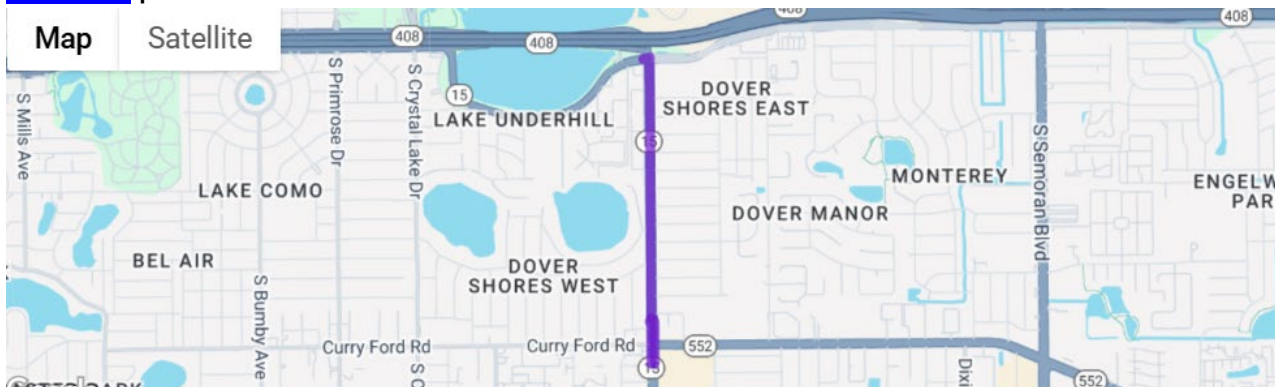 Map
Satellite
408
408
408
408
15
S Mills Ave
S Primrose Dr
S Crystal Lake Dr
LAKE UNDERHILL
DOVER
SHORES EAST
15
S Semoran Blvd
LAKE COMO
MONTEREY
DOVER MANOR
BEL AIR
DOVER
SHORES WEST
S Bumby Ave
Curry Ford Rd
Curry Ford Rd
552
15
552